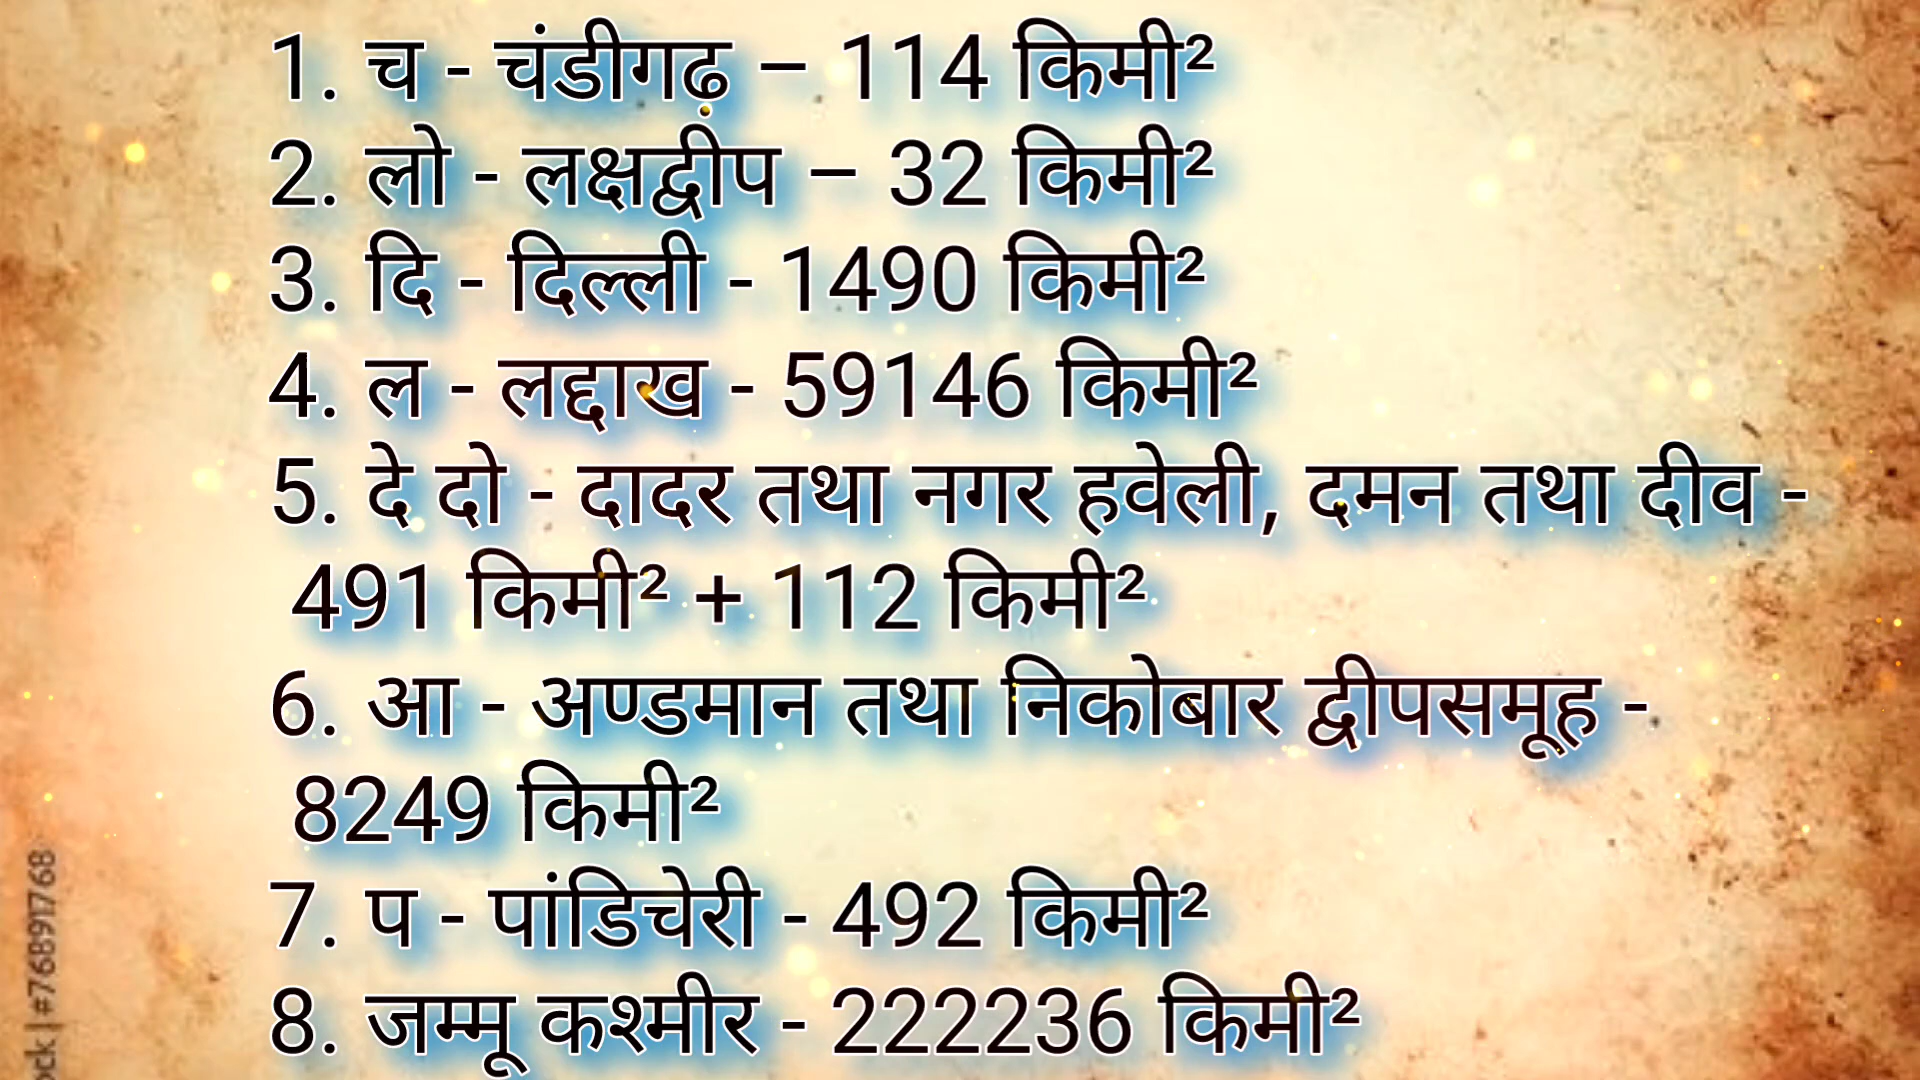 1. च - चंडीगढ़ – 114 किमी²
2. लो - लक्षद्वीप – 32 किमी²
3. दि - दिल्ली - 1490 किमी²
4. ल - लद्दाख - 59146 किमी²
5. दे दो - दादर तथा नगर हवेली, दमन तथा दीव -
491 किमी² + 112 किमी²
6. आ - अण्डमान तथा निकोबार द्वीपसमूह -
8249 किमी²
7. प - पांडिचेरी - 492 किमी²
8. जम्मू कश्मीर - 222236 किमी²
ock | #76891768